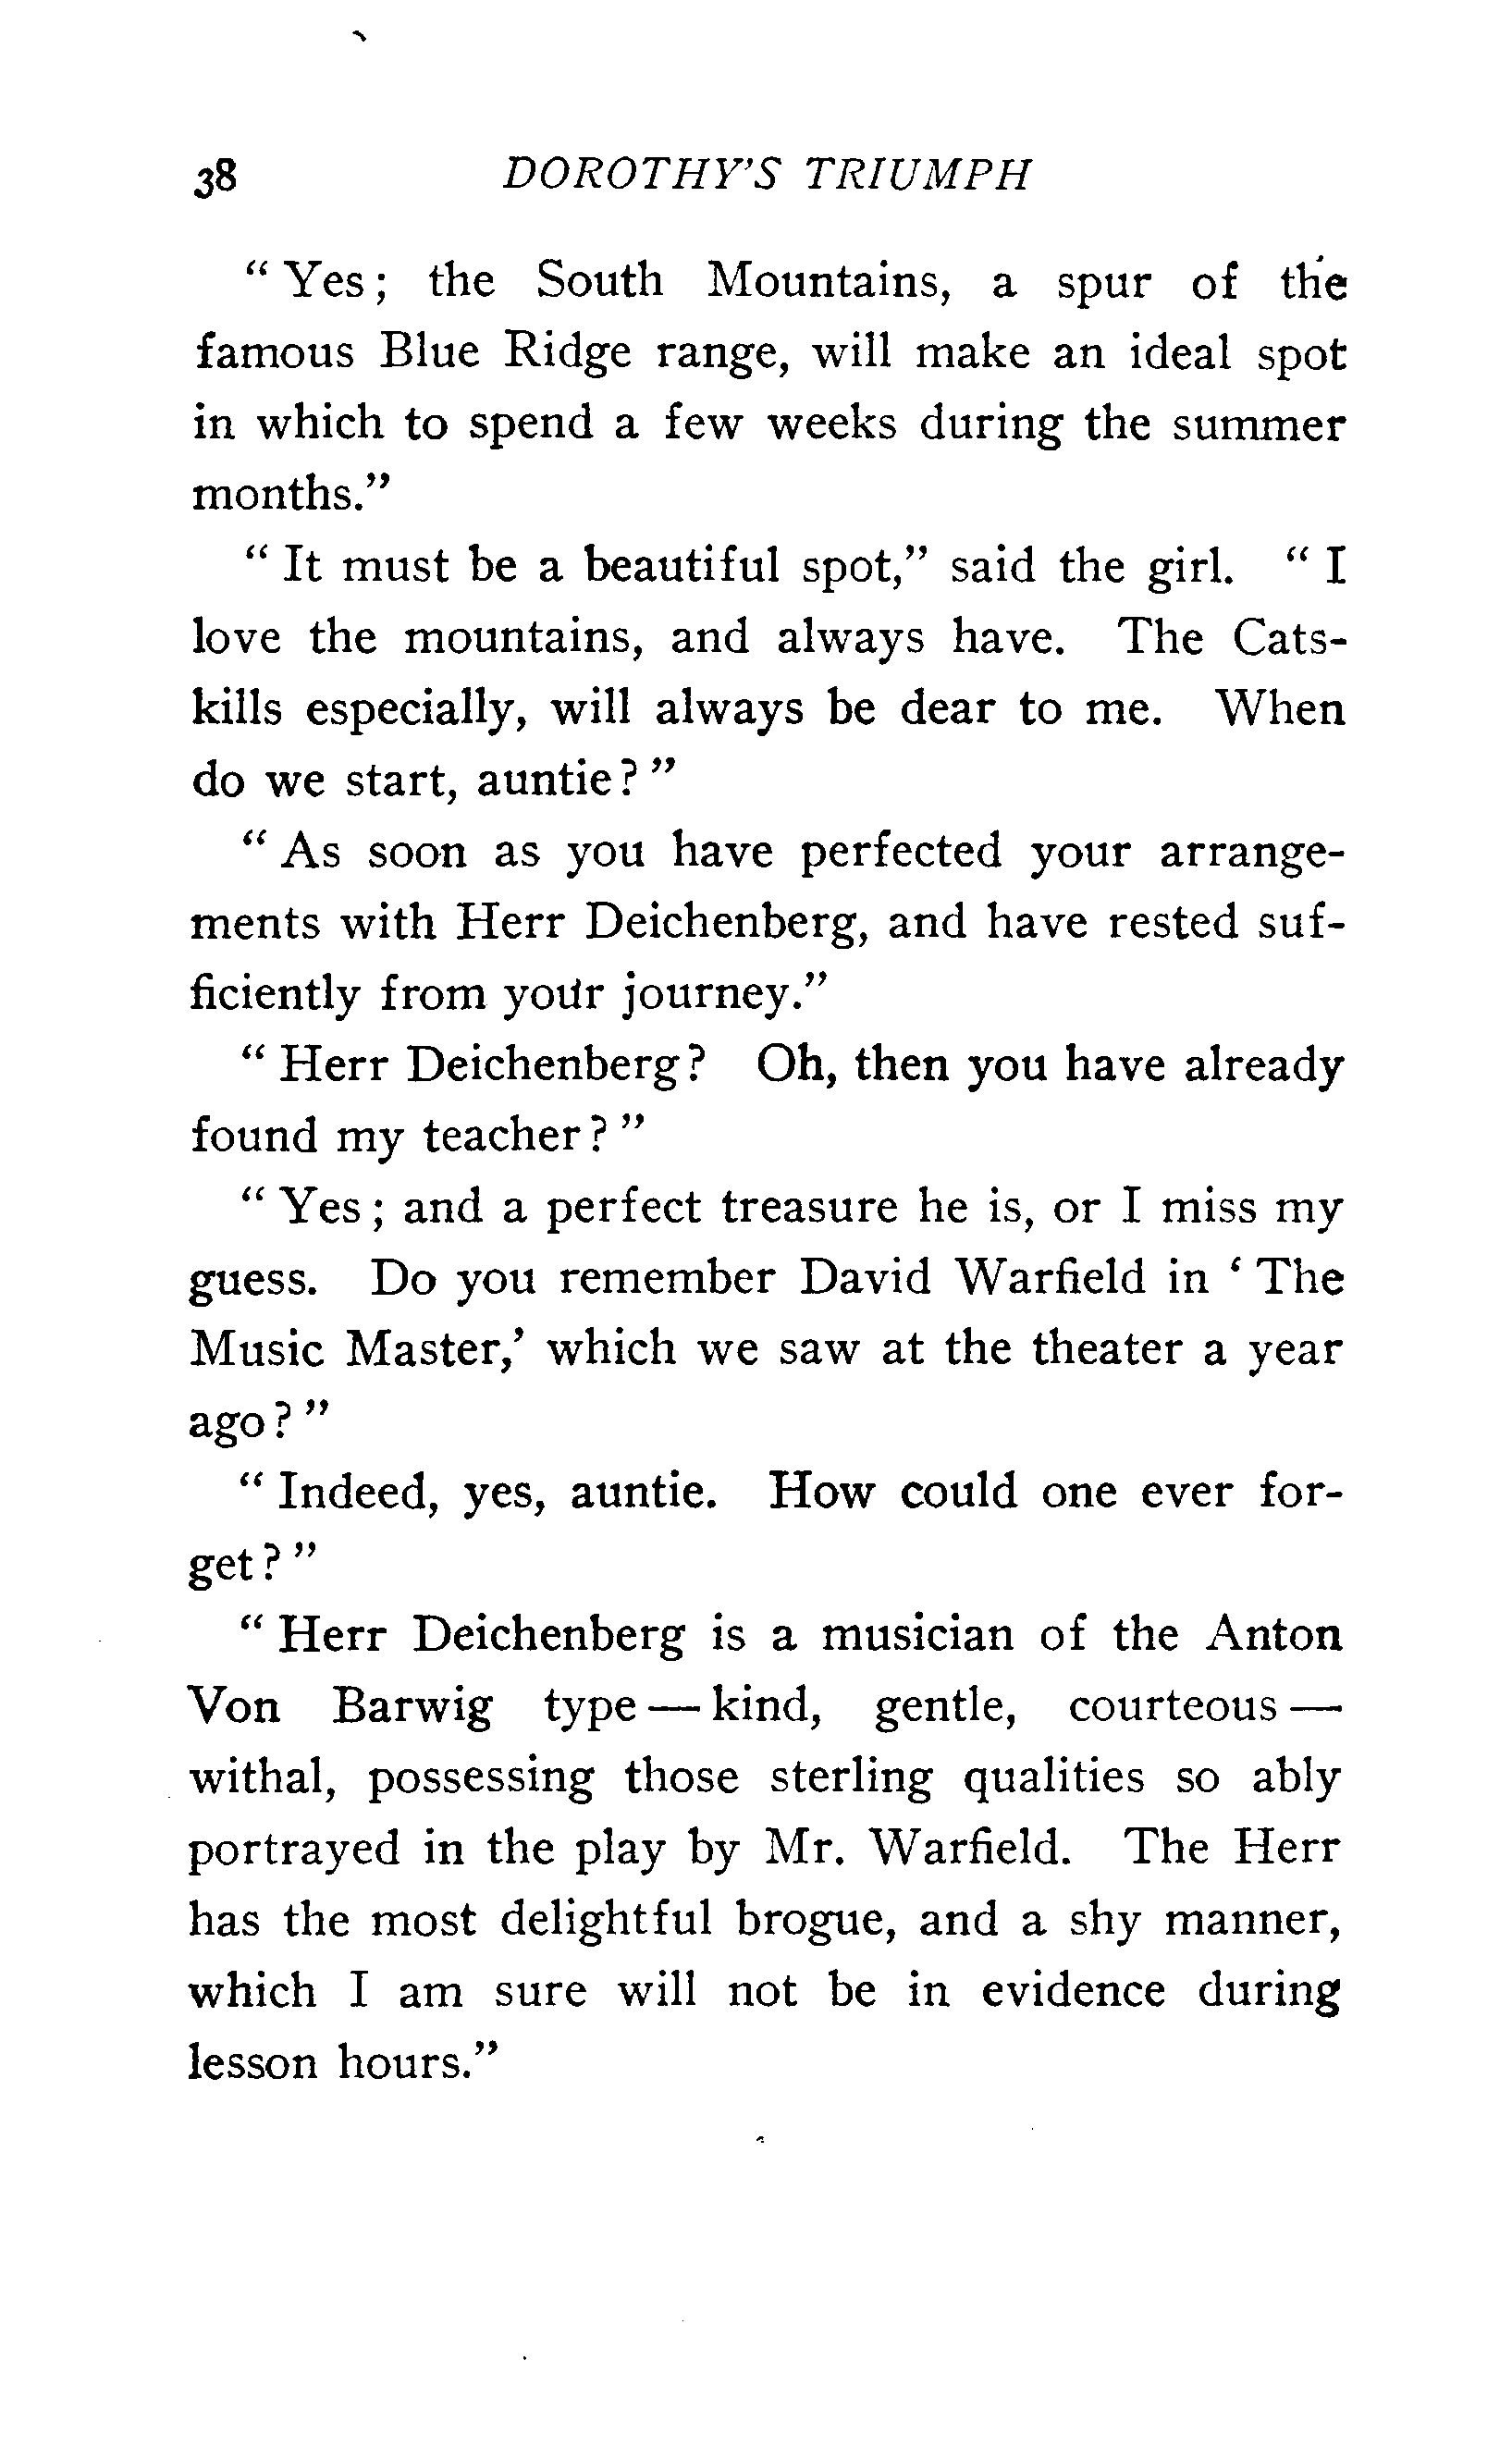 38 DOROTHY'S TRIUMPH
" Yes; the South Mountains, a spur of the
famous Blue Ridge range, will make an ideal spot
in which to spend a few weeks during the summer
months."
" It must be a beautiful spot," said the girl. " I
love the mountains, and always have. The Cats-
kills especially, will always be dear to me. When
do we start, auntie? "
" As soon as you have perfected your arrange-
ments with Herr Deichenberg, and have rested suf-
ficiently from your journey."
" Herr Deichenberg? Oh, then you have already
found my teacher? "
" Yes; and a perfect treasure he is, or I miss my
guess. Do you remember David Warfield in ' The
Music Master,' which we saw at the theater a year
ago? "
" Indeed, yes, auntie. How could one ever for-
get? "
" Herr Deichenberg is a musician of the Anton
Von Barwig type — kind, gentle, courteous —
withal, possessing those sterling qualities so ably
portrayed in the play by Mr. Warfield. The Herr
has the most delightful brogue, and a shy manner,
which I am sure will not be in evidence during
lesson hours."